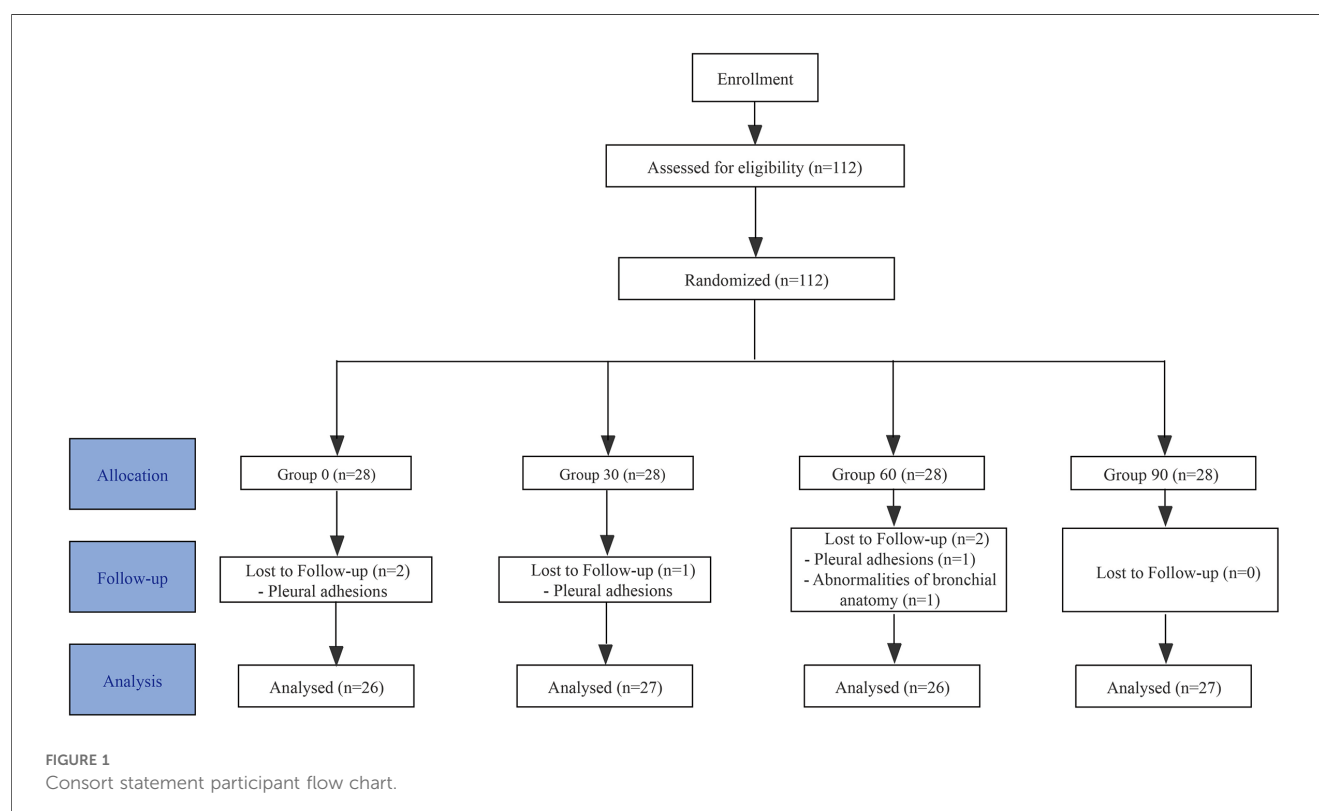 Enrollment
Assessed for eligibility (n=112)
Randomized (n=112)
Allocation
Group 0 (n=28)
Group 30 (n=28)
Group 60 (n=28)
Group 90 (n=28)
Follow-up
Lost to Follow-up (n=2)
- Pleural adhesions
Lost to Follow-up (n=1)
- Pleural adhesions
Lost to Follow-up (n=2)
- Pleural adhesions (n=1)
- Abnormalities of bronchial
anatomy (n=1)
Lost to Follow-up (n=0)
Analysis
Analysed (n=26)
Analysed (n=27)
Analysed (n=26)
Analysed (n=27)
FIGURE 1
Consort statement participant flow chart.